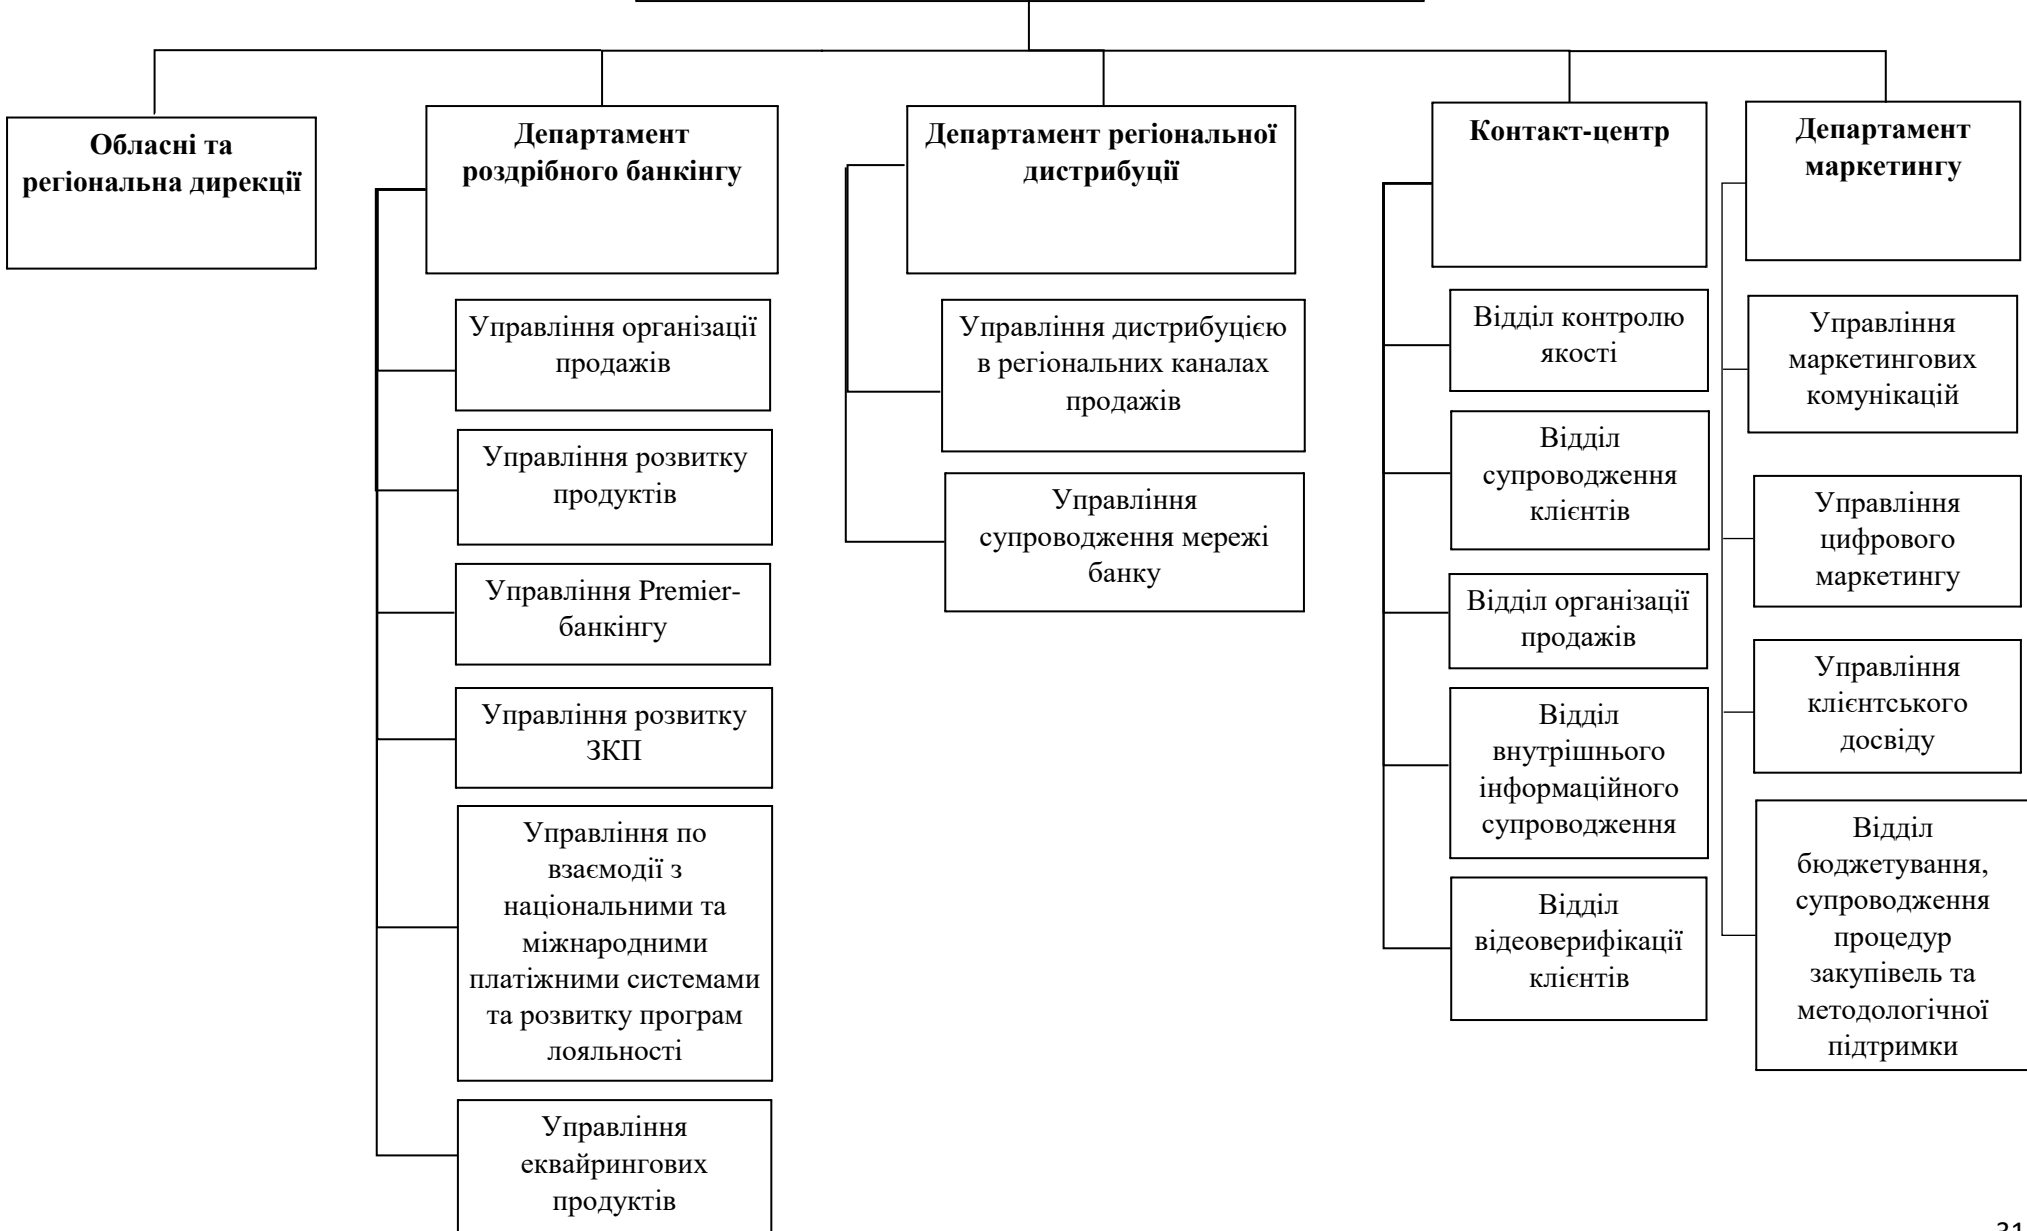 Обласні та
регіональна дирекції
Департамент
роздрібного банкінгу
Управління організації
продажів
Управління розвитку
продуктів
Управління Premier-
банкінгу
Управління розвитку
ЗКП
Управління по
взаємодії з
національними та
міжнародними
платіжними системами
та розвитку програм
лояльності
Управління
еквайрингових
продуктів
Департамент регіональної
дистрибуції
Управління дистрибуцією
в регіональних каналах
продажів
Управління
супроводження мережі
банку
Контакт-центр
Відділ контролю
якості
Відділ
супроводження
клієнтів
Відділ організації
продажів
Відділ
внутрішнього
інформаційного
супроводження
Відділ
відеоверифікації
клієнтів
Департамент
маркетингу
Управління
маркетингових
комунікацій
Управління
цифрового
маркетингу
Управління
клієнтського
досвіду
Відділ
бюджетування,
супроводження
процедур
закупівель та
методологічної
підтримки
31